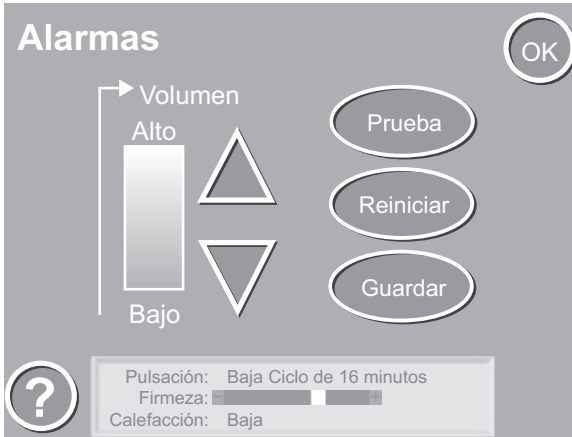 Alarmas
OK
Volumen
Alto
Bajo
Prueba
Reiniciar
Guardar
?
Pulsación: Baja Ciclo de 16 minutos
Firmeza: - +
Calefacción: Baja